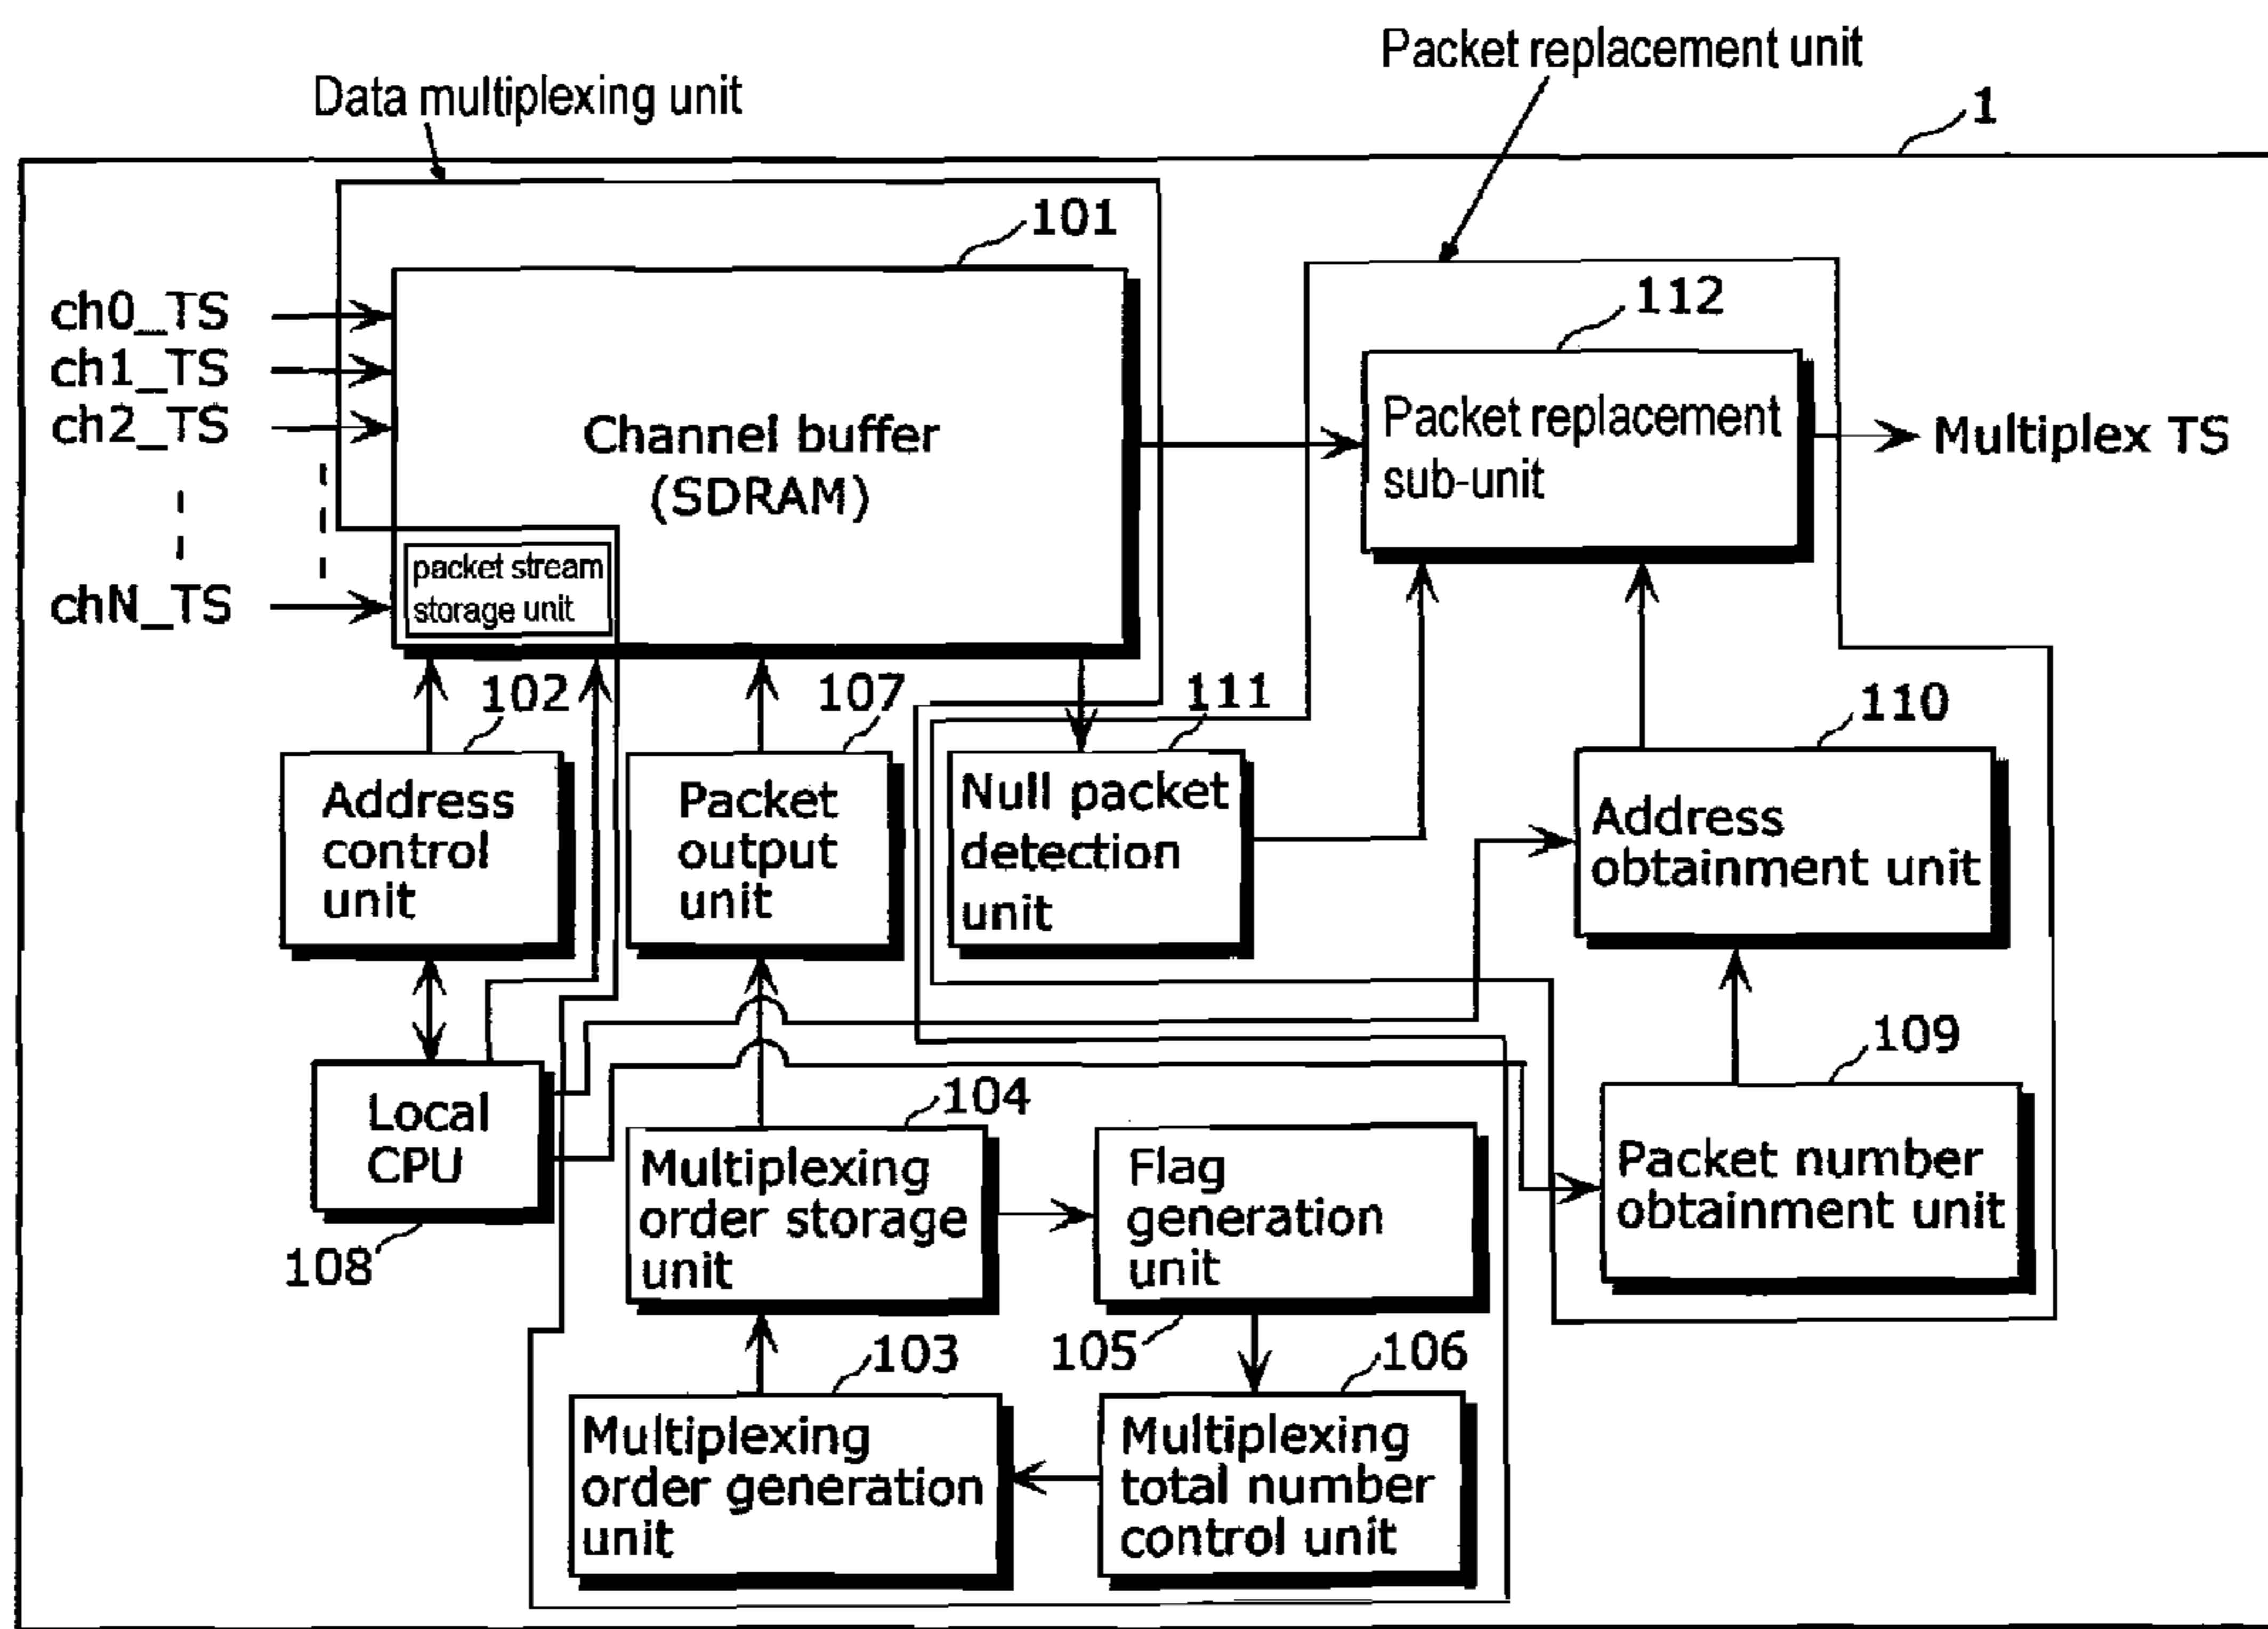 Packet replacement unit
Data multiplexing unit
1
101
ch0_TS
ch1_TS
ch2_TS
chN_TS
Channel buffer
(SDRAM)
packet stream
storage unit
112
Packet replacement
sub-unit
Multiplex TS
102
107
111
110
Address
control
unit
Packet
output
unit
Null packet
detection
unit
Address
obtainment unit
109
Local
CPU
108
104
Multiplexing
order storage
unit
Flag
generation
unit
105
Packet number
obtainment unit
103
106
Multiplexing
order generation
unit
Multiplexing
total number
control unit